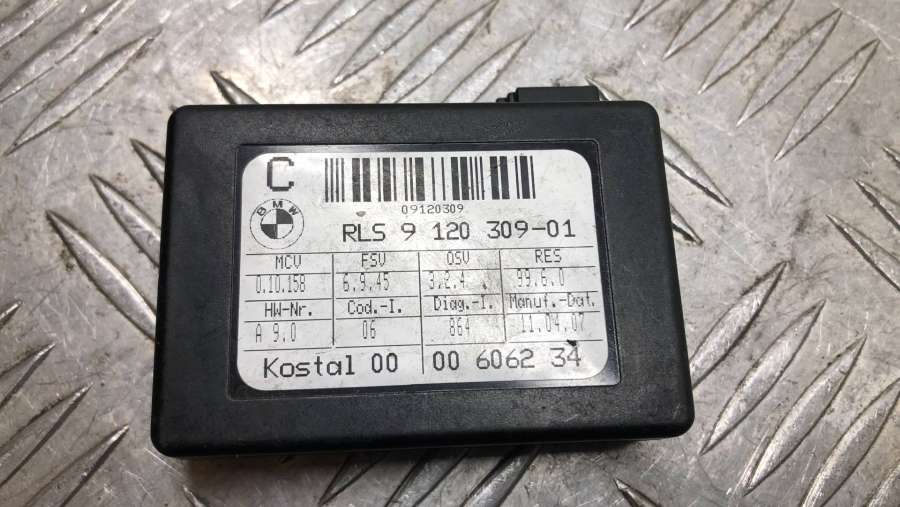 C
09120309
BMW
RLS 9 120 309-01
MCV FSV OSV RES
0.10.158 6.9.45 3.2.4 99.6.0
HW-Nr. Cod.-I. Diag.-I. Manuf.-Dat.
A 9.0 06 864 11.04.07
Kostal 00 00 606234